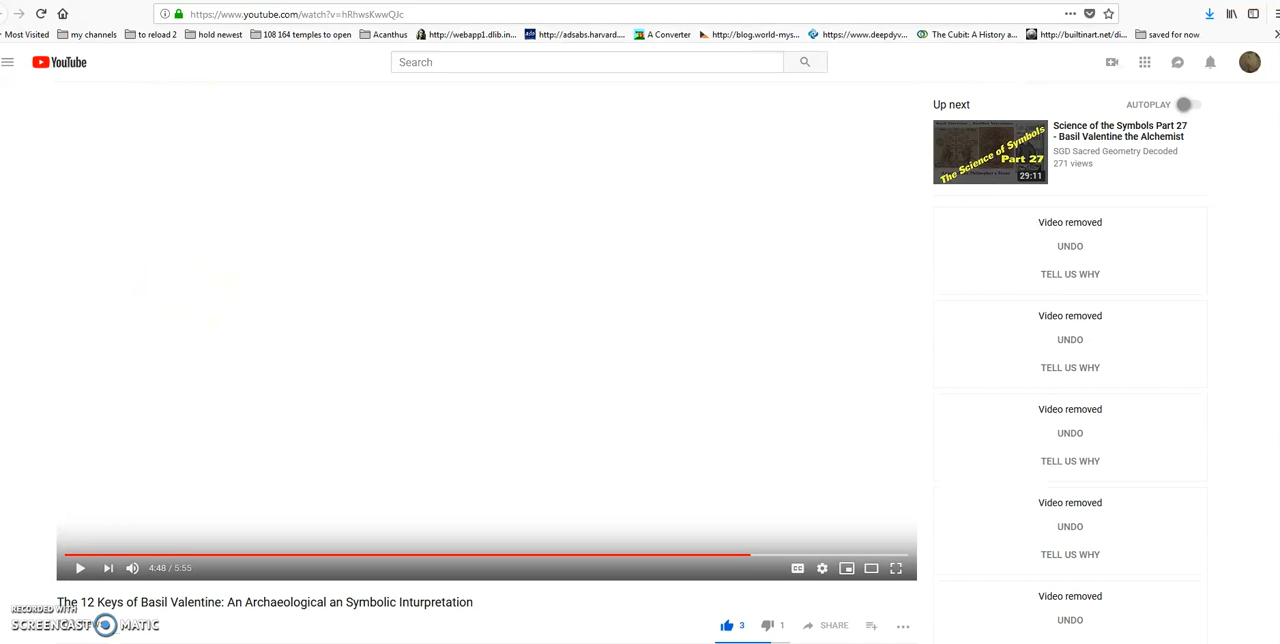 https://www.youtube.com/watch?v=hRhwsKwwQJc
Most Visited my channels to reload 2 hold newest 108 164 temples to open Acanthus http://webapp1.dlib.in... http://adsabs.harvard.... A Converter http://blog.world-mys... https://www.deepdyv... The Cubit: A History a... http://builtinart.net/di... saved for now
YouTube
Search
Up next AUTOPLAY
The Science of Symbols
Part 27
29:11
Science of the Symbols Part 27
- Basil Valentine the Alchemist
SGD Sacred Geometry Decoded
271 views
Video removed
UNDO
TELL US WHY
Video removed
UNDO
TELL US WHY
Video removed
UNDO
TELL US WHY
Video removed
UNDO
TELL US WHY
Video removed
UNDO
4:48 / 5:55
CC
The 12 Keys of Basil Valentine: An Archaeological an Symbolic Inturpretation
3 1 SHARE
RECORDED WITH
SCREENCAST MATIC